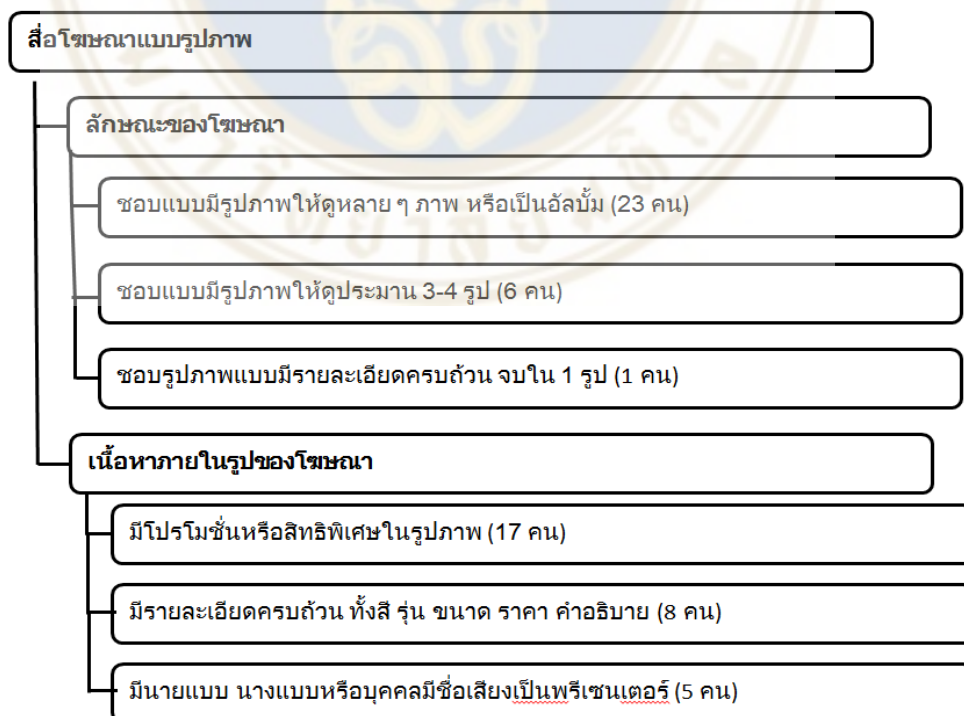 สื่อโฆษณาแบบรูปภาพ
ลักษณะของโฆษณา
ชอบแบบมีรูปภาพให้ดูหลาย ๆ ภาพ หรือเป็นอัลบั้ม (23 คน)
ชอบแบบมีรูปภาพให้ดูประมาน 3-4 รูป (6 คน)
ชอบรูปภาพแบบมีรายละเอียดครบถ้วน จบใน 1 รูป (1 คน)
เนื้อหาภายในรูปของโฆษณา
มีโปรโมชั่นหรือสิทธิพิเศษในรูปภาพ (17 คน)
มีรายละเอียดครบถ้วน ทั้งสี รุ่น ขนาด ราคา คำอธิบาย (8 คน)
มีนายแบบ นางแบบหรือบุคคลมีชื่อเสียงเป็นพรีเซนเตอร์ (5 คน)